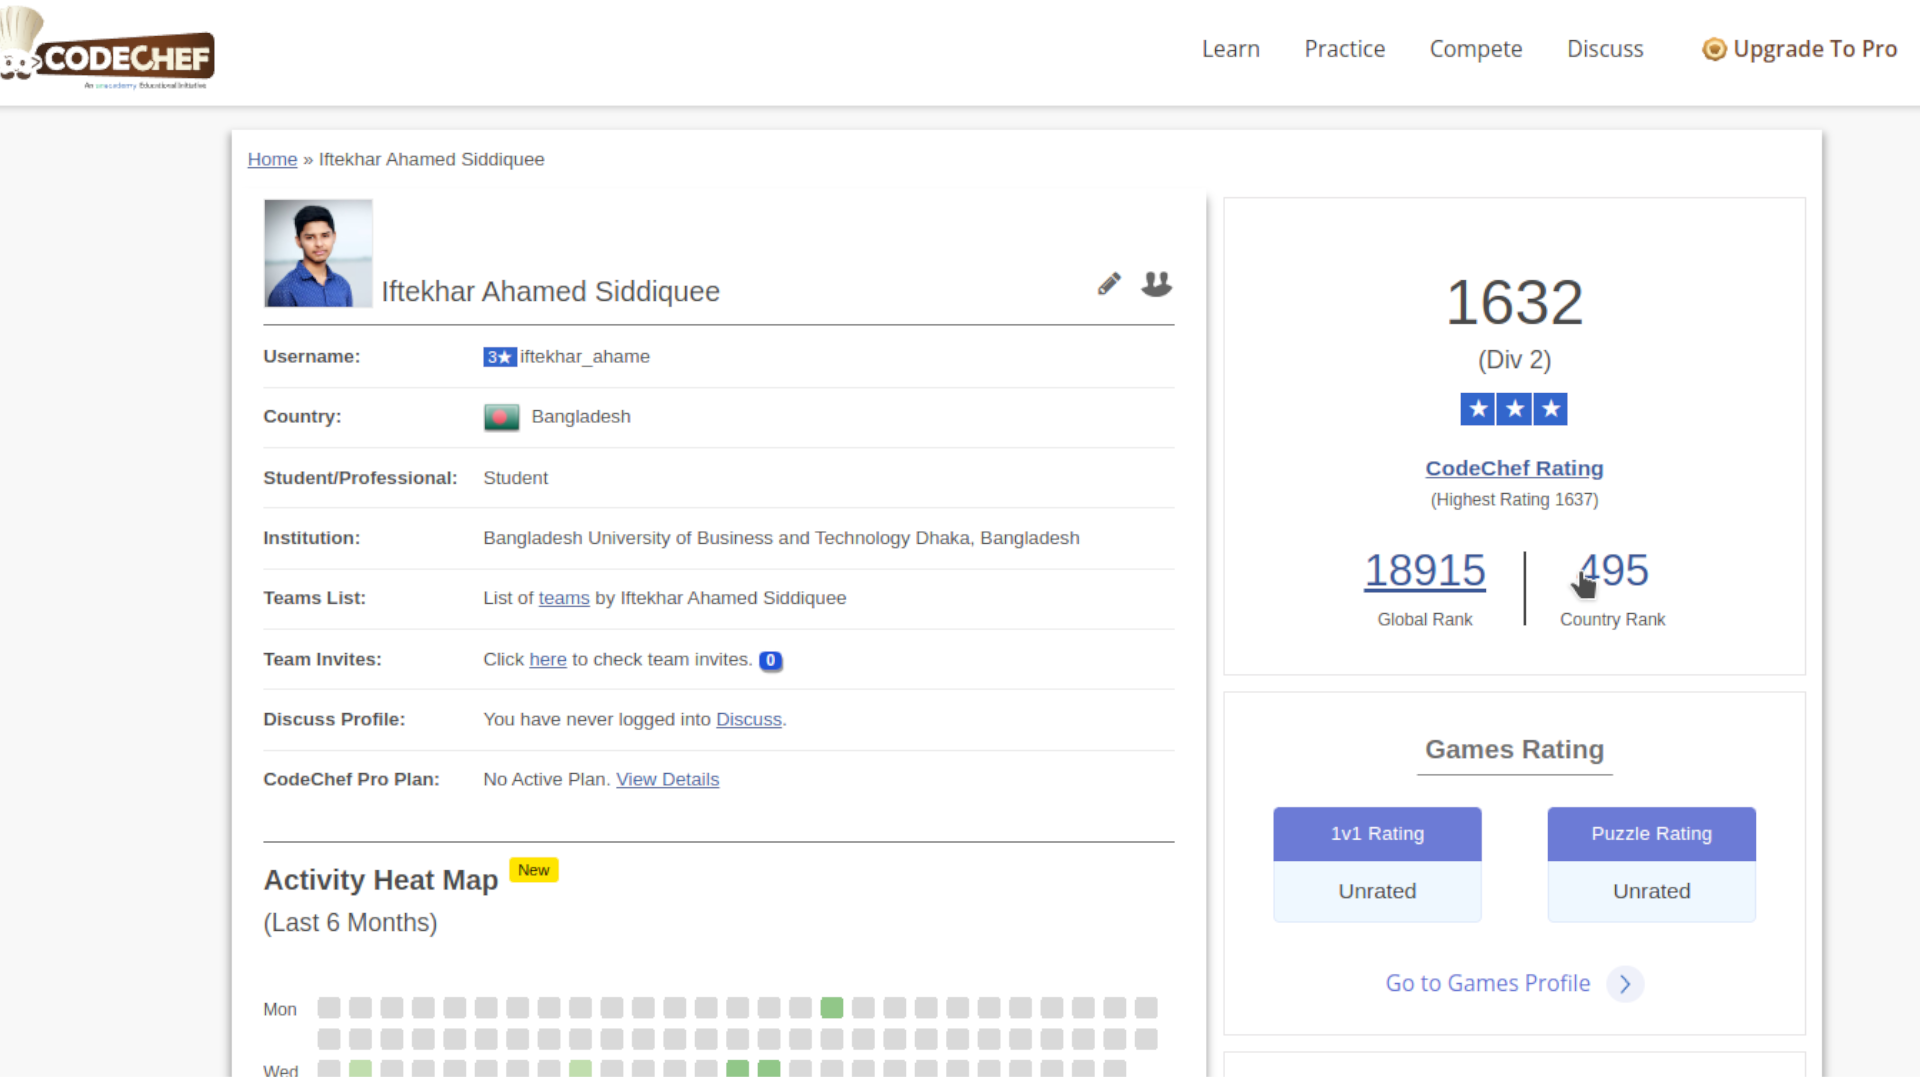 CODECHEF
An unacademy Educational Initiative
Learn Practice Compete Discuss Upgrade To Pro
Home » Iftekhar Ahamed Siddiquee
Iftekhar Ahamed Siddiquee
Username: 3★ iftekhar_ahame
Country: Bangladesh
Student/Professional: Student
Institution: Bangladesh University of Business and Technology Dhaka, Bangladesh
Teams List: List of teams by Iftekhar Ahamed Siddiquee
Team Invites: Click here to check team invites. 0
Discuss Profile: You have never logged into Discuss.
CodeChef Pro Plan: No Active Plan. View Details
Activity Heat Map New
(Last 6 Months)
Mon
Wed
1632
(Div 2)
★ ★ ★
CodeChef Rating
(Highest Rating 1637)
18915 495
Global Rank Country Rank
Games Rating
1v1 Rating Puzzle Rating
Unrated Unrated
Go to Games Profile